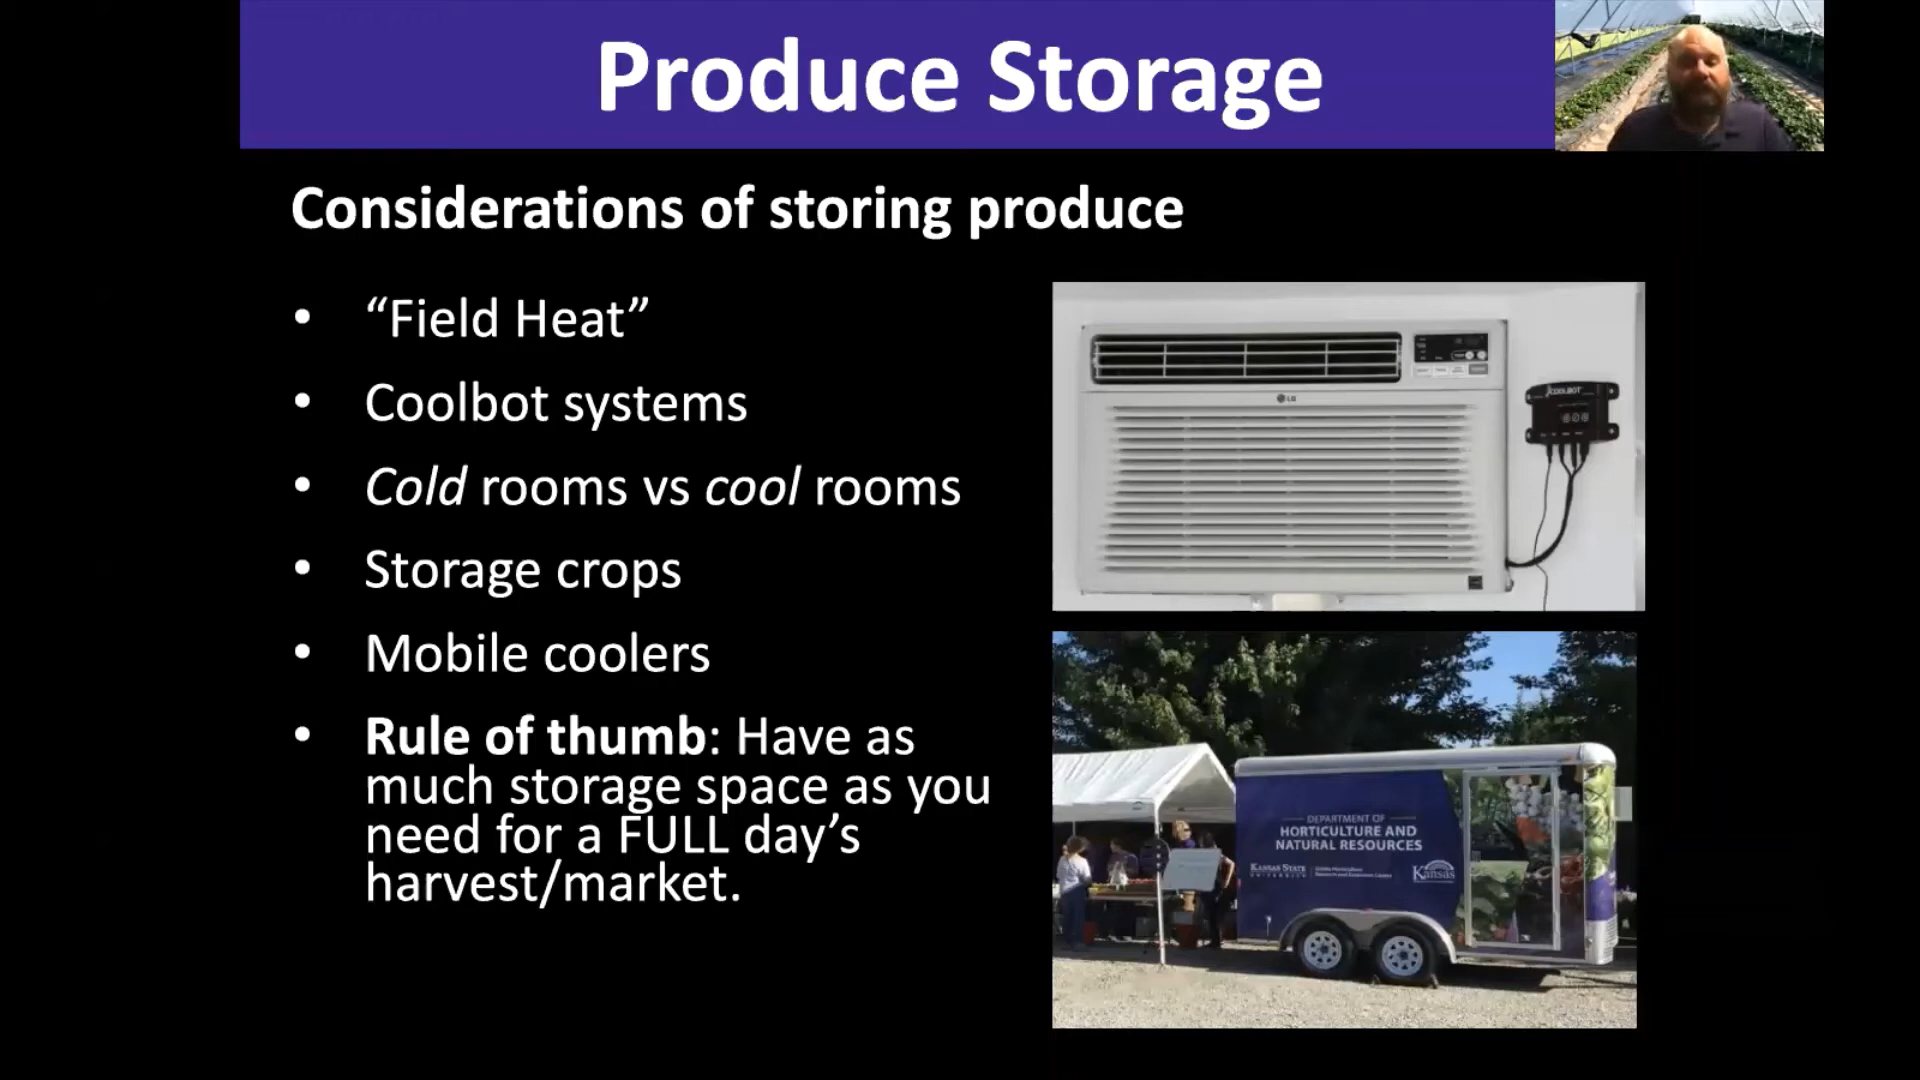 Produce Storage
Considerations of storing produce
• “Field Heat”
• Coolbot systems
• Cold rooms vs cool rooms
• Storage crops
• Mobile coolers
• Rule of thumb: Have as
much storage space as you
need for a FULL day’s
harvest/market.
LG
COOLBOT
DEPARTMENT OF
HORTICULTURE AND
NATURAL RESOURCES
KANSAS STATE
UNIVERSITY
Kansas